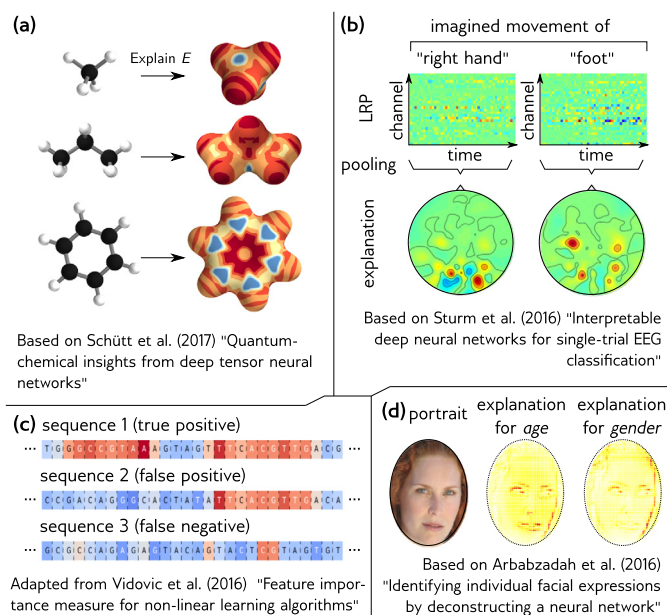 (a)
Explain E
Based on Schütt et al. (2017) "Quantum-
chemical insights from deep tensor neural
networks"
(b)
imagined movement of
"right hand"
"foot"
LRP
channel
channel
time
time
pooling
explanation
Based on Sturm et al. (2016) "Interpretable
deep neural networks for single-trial EEG
classification"
(c)
sequence 1 (true positive)
... ...
sequence 2 (false positive)
... ...
sequence 3 (false negative)
... ...
Adapted from Vidovic et al. (2016) "Feature impor-
tance measure for non-linear learning algorithms"
(d)
portrait
explanation
for age
explanation
for gender
Based on Arbabzadah et al. (2016)
"Identifying individual facial expressions
by deconstructing a neural network"